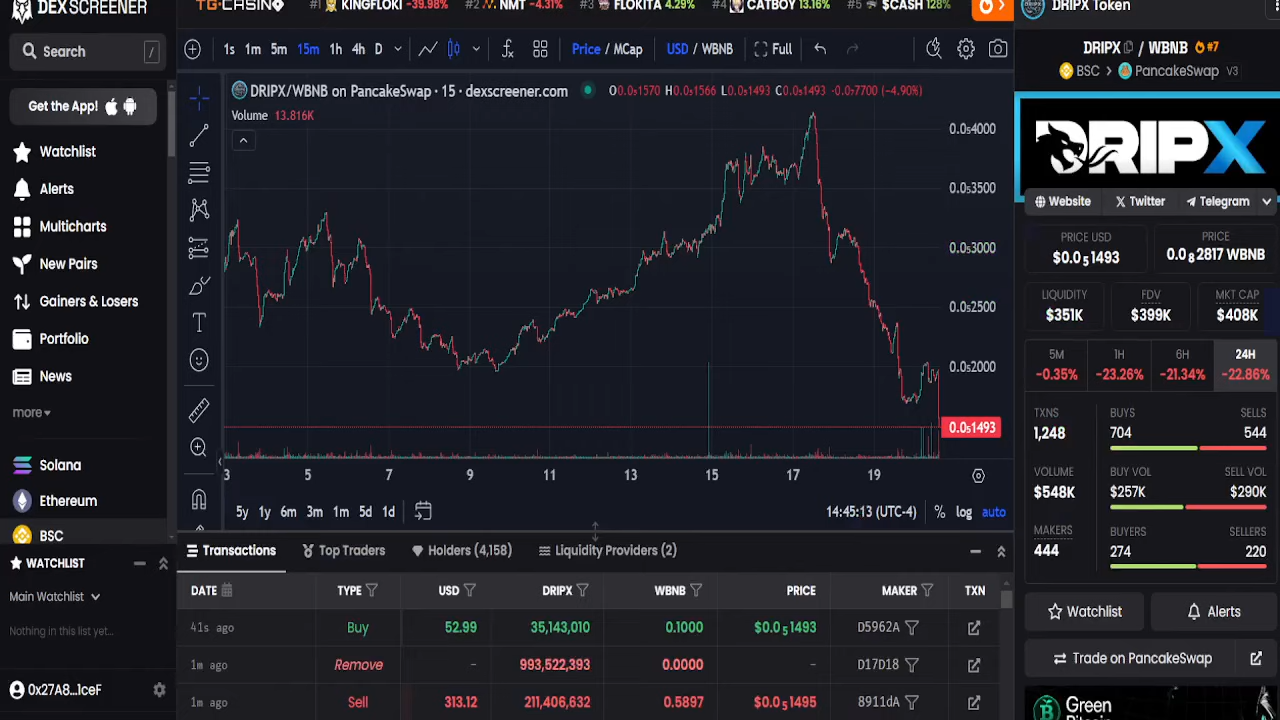 DEX SCREENER
Search /
Get the App!
Watchlist
Alerts
Multicharts
New Pairs
Gainers & Losers
Portfolio
News
more
Solana
Ethereum
BSC
WATCHLIST
Main Watchlist
Nothing in this list yet...
0x27A8...1ceF
TG.CASINO #1 KINGFLOKI -39.98% #2 NMT -4.31% #3 FLOKITA 4.29% #4 CATBOY 13.16% #5 $CASH 128%
1s 1m 5m 15m 1h 4h D Price / MCap USD / WBNB Full
DRIPX/WBNB on PancakeSwap · 15 · dexscreener.com O0.0₅1570 H0.0₅1566 L0.0₅1493 C0.0₅1493 -0.0₇7700 (-4.90%)
Volume 13.816K
0.0₅4000
0.0₅3500
0.0₅3000
0.0₅2500
0.0₅2000
0.0₅1493
3 5 7 9 11 13 15 17 19
5y 1y 6m 3m 1m 5d 1d 14:45:13 (UTC-4) % log auto
Transactions Top Traders Holders (4,158) Liquidity Providers (2)
DATE TYPE USD DRIPX WBNB PRICE MAKER TXN
41s ago Buy 52.99 35,143,010 0.1000 $0.0₅1493 D5962A
1m ago Remove - 993,522,393 0.0000 - D17D18
1m ago Sell 313.12 211,406,632 0.5897 $0.0₅1495 8911dA
DRIPX Token
DRIPX / WBNB #7
BSC > PancakeSwap V3
DRIPX
Website Twitter Telegram
PRICE USD PRICE
$0.0₅1493 0.0₈2817 WBNB
LIQUIDITY FDV MKT CAP
$351K $399K $408K
5M 1H 6H 24H
-0.35% -23.26% -21.34% -22.86%
TXNS BUYS SELLS
1,248 704 544
VOLUME BUY VOL SELL VOL
$548K $257K $290K
MAKERS BUYERS SELLERS
444 274 220
Watchlist Alerts
Trade on PancakeSwap
Green